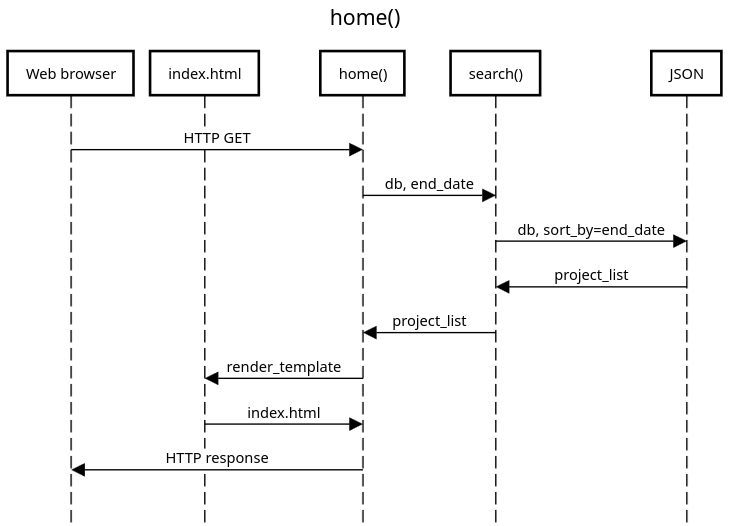 home()
Web browser
index.html
home()
search()
JSON
HTTP GET
db, end_date
db, sort_by=end_date
project_list
project_list
render_template
index.html
HTTP response